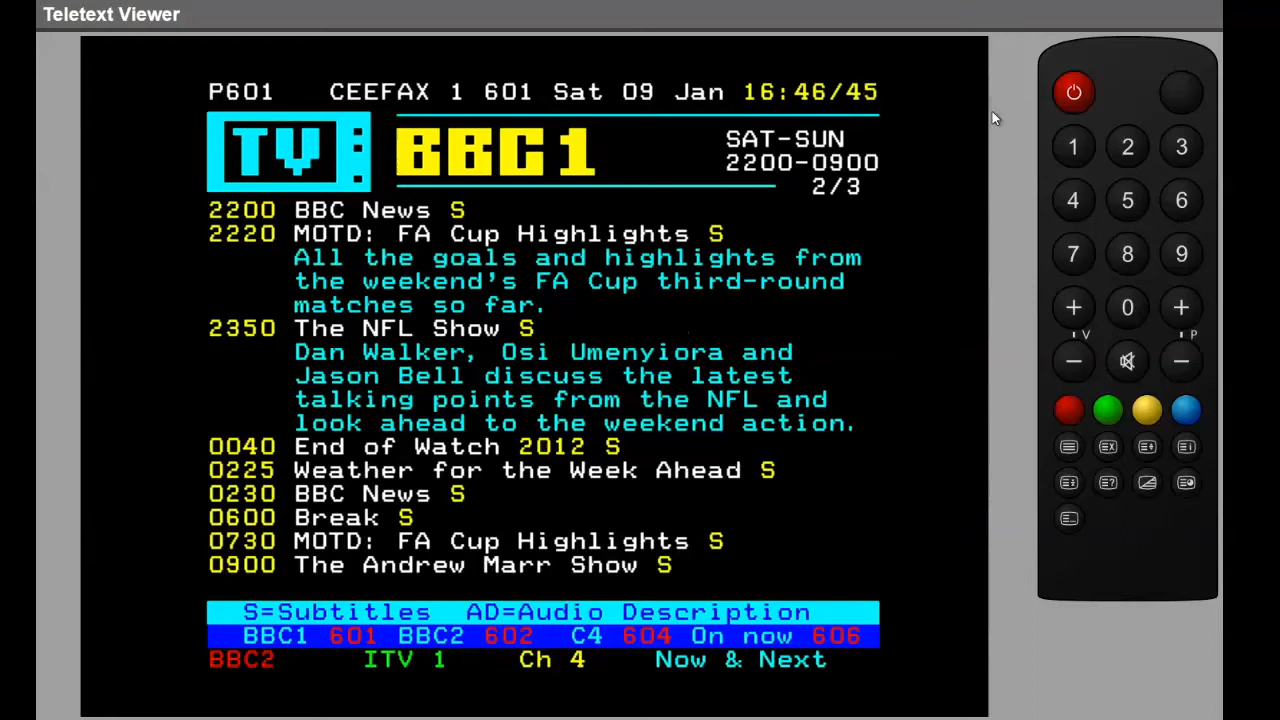 Teletext Viewer
P601 CEEFAX 1 601 Sat 09 Jan 16:46/45
TV: BBC1 SAT-SUN
2200-0900
2/3
2200 BBC News S
2220 MOTD: FA Cup Highlights S
All the goals and highlights from
the weekend's FA Cup third-round
matches so far.
2350 The NFL Show S
Dan Walker, Osi Umenyiora and
Jason Bell discuss the latest
talking points from the NFL and
look ahead to the weekend action.
0040 End of Watch 2012 S
0225 Weather for the Week Ahead S
0230 BBC News S
0600 Break S
0730 MOTD: FA Cup Highlights S
0900 The Andrew Marr Show S
S=Subtitles AD=Audio Description
BBC1 601 BBC2 602 C4 604 On now 606
BBC2 ITV 1 Ch 4 Now & Next
1 2 3
4 5 6
7 8 9
+ 0 +
V P
− −